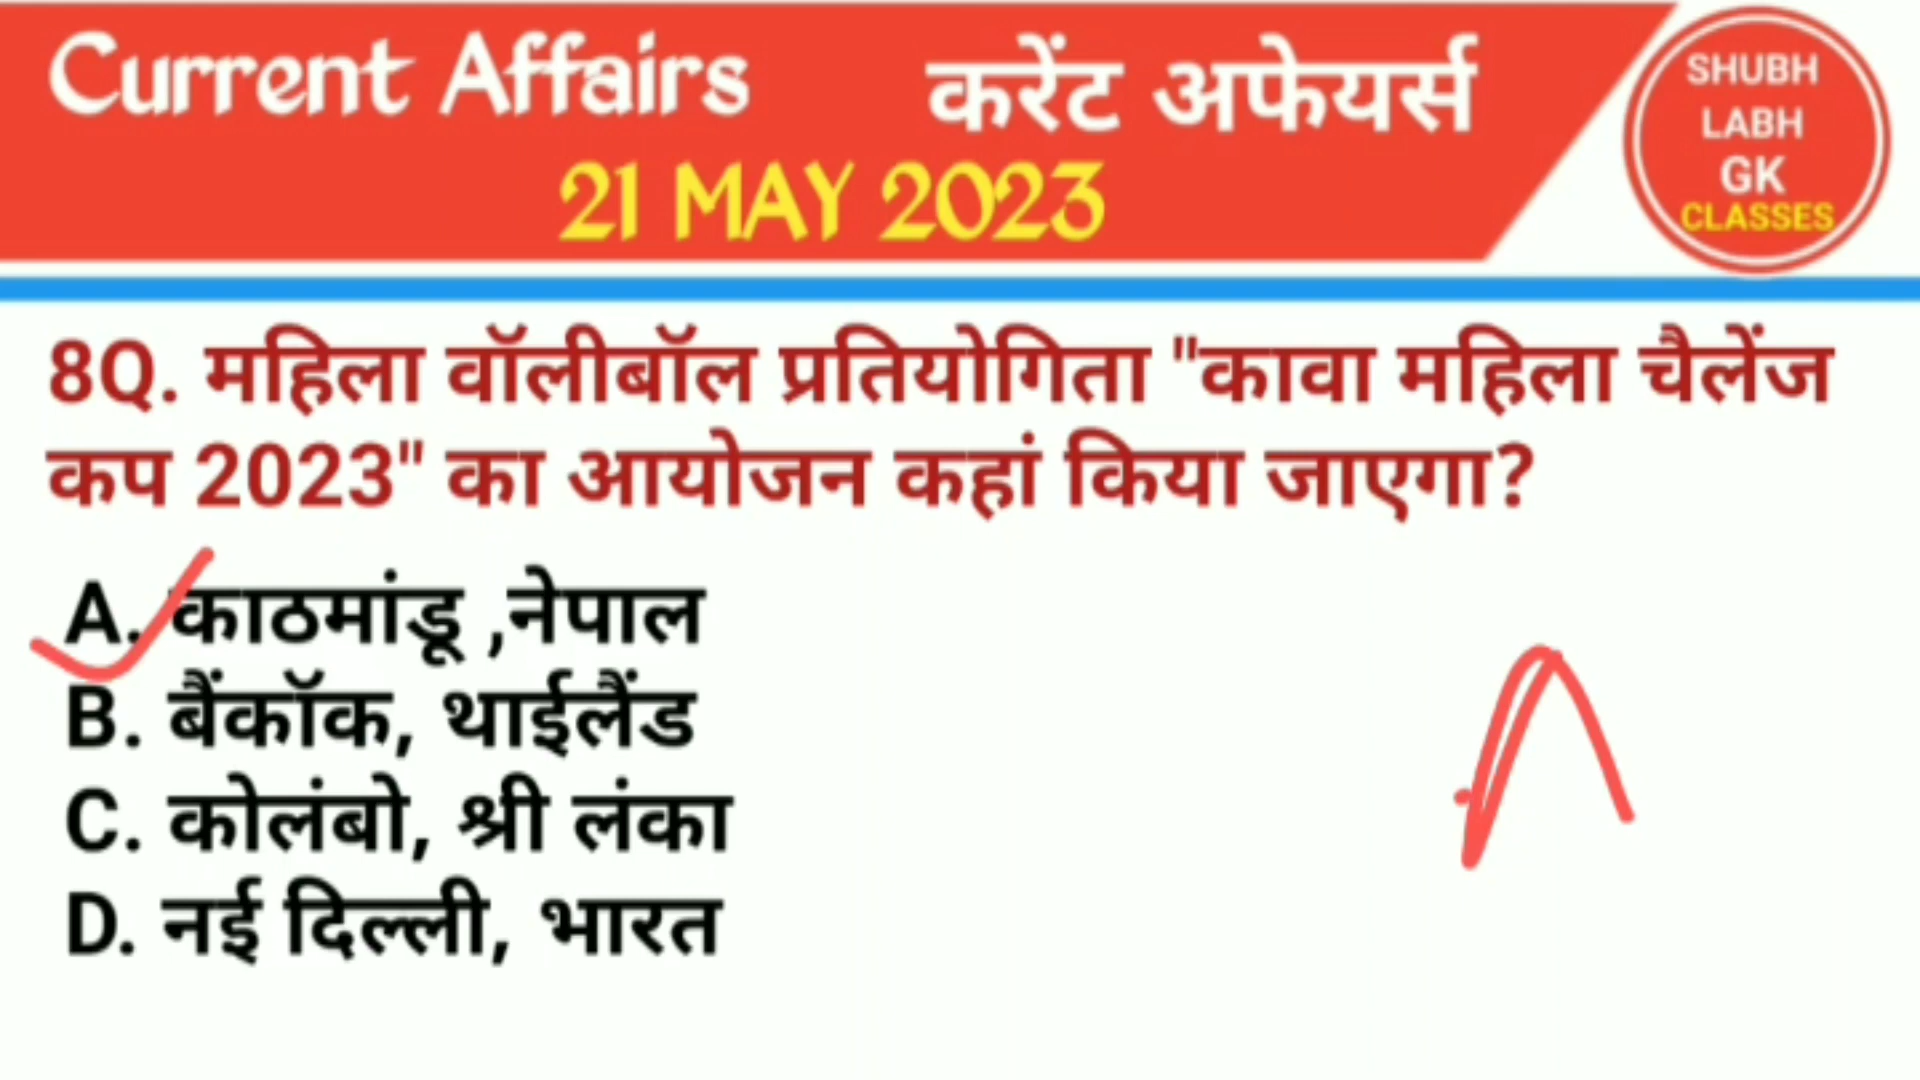 Current Affairs करेंट अफेयर्स
21 MAY 2023
SHUBH
LABH
GK
CLASSES
8Q. महिला वॉलीबॉल प्रतियोगिता "कावा महिला चैलेंज
कप 2023" का आयोजन कहां किया जाएगा?
A. काठमांडू ,नेपाल
B. बैंकॉक, थाईलैंड
C. कोलंबो, श्री लंका
D. नई दिल्ली, भारत